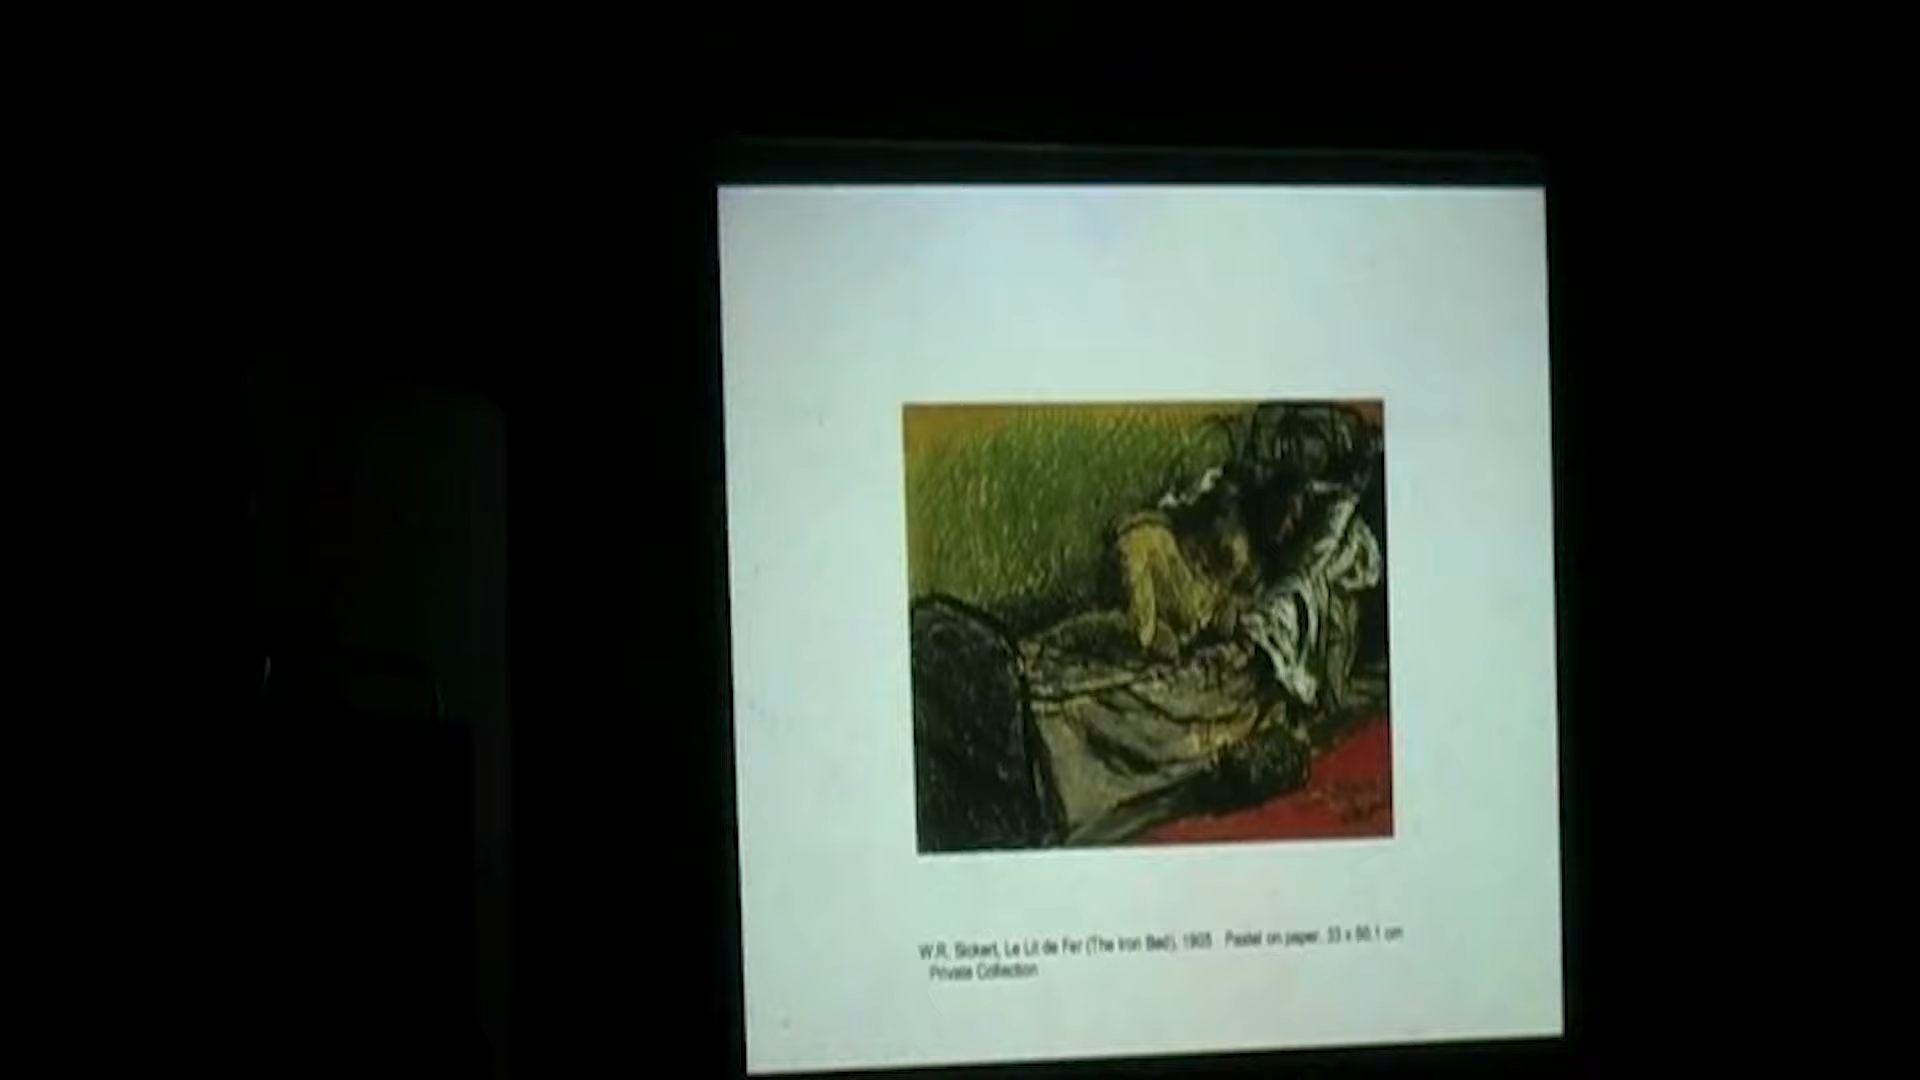 W.R. Sickert, Le Lit de Fer (The Iron Bed), 1905 Pastel on paper, 33 x 50.1 cm
Private Collection